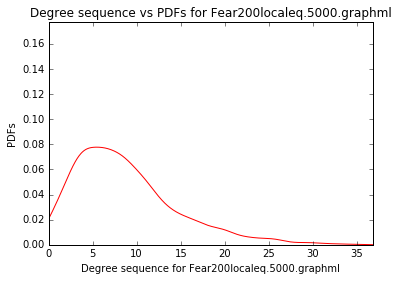 Degree sequence vs PDFs for Fear200localeq.5000.graphml
0.16
0.14
0.12
0.10
0.08
0.06
0.04
0.02
0.00
PDFs
0 5 10 15 20 25 30 35
Degree sequence for Fear200localeq.5000.graphml